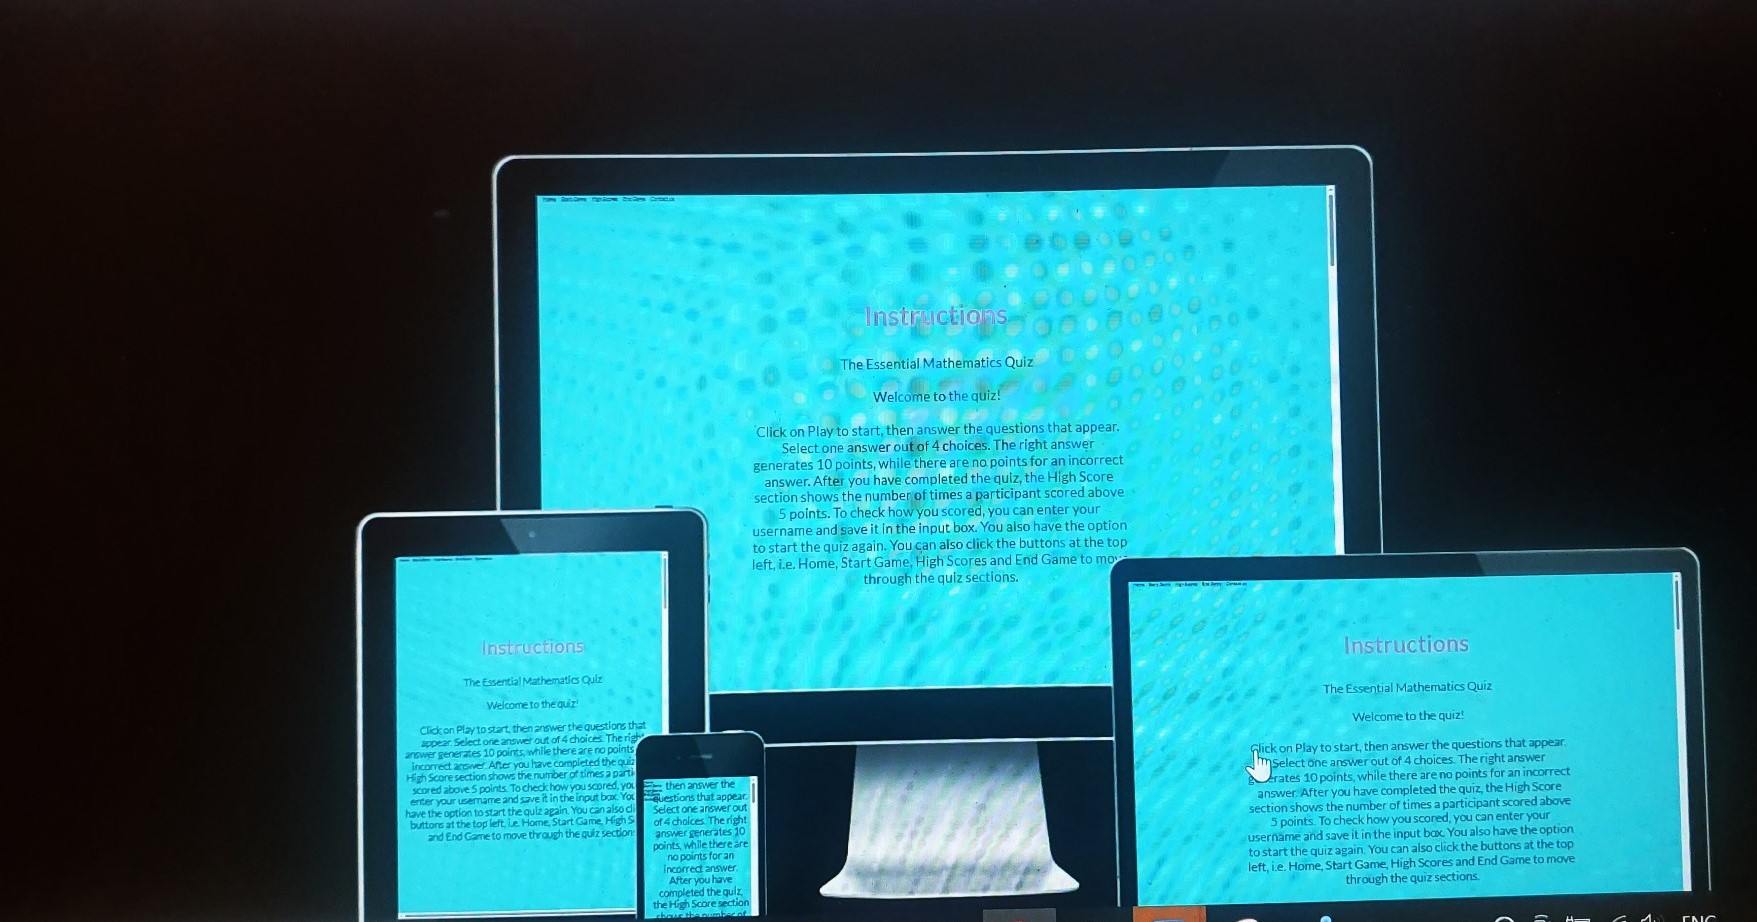 Home Start Game High Scores End Game Contact us
Instructions
The Essential Mathematics Quiz
Welcome to the quiz!
Click on Play to start, then answer the questions that appear.
Select one answer out of 4 choices. The right answer
generates 10 points, while there are no points for an incorrect
answer. After you have completed the quiz, the High Score
section shows the number of times a participant scored above
5 points. To check how you scored, you can enter your
username and save it in the input box. You also have the option
to start the quiz again. You can also click the buttons at the top
left, i.e. Home, Start Game, High Scores and End Game to
through the quiz sections.
Instructions
The Essential Mathematics Quiz
Welcome to the quiz!
Click on Play to start, then answer the questions that
appear. Select one answer out of 4 choices. The
answer generates 10 points, while there are no points
incorrect answer. After you have completed the
High Score section shows the number of times a
scored above 5 points. To check how you scored,
enter your username and save it in the input box.
have the option to start the quiz again. You can also
buttons at the top left, i.e. Home, Start Game, High
and End Game to move through the quiz
then answer the
questions that appear.
Select one answer out
of 4 choices. The right
answer generates 10
points, while there are
no points for an
incorrect answer.
After you have
completed the quiz,
the High Score section
shows the number of
Home Start Game High Scores End Game Contact us
Instructions
The Essential Mathematics Quiz
Welcome to the quiz!
Click on Play to start, then answer the questions that appear.
Select one answer out of 4 choices. The right answer
generates 10 points, while there are no points for an incorrect
answer. After you have completed the quiz, the High Score
section shows the number of times a participant scored above
5 points. To check how you scored, you can enter your
username and save it in the input box. You also have the option
to start the quiz again. You can also click the buttons at the top
left, i.e. Home, Start Game, High Scores and End Game to move
through the quiz sections.
ENG